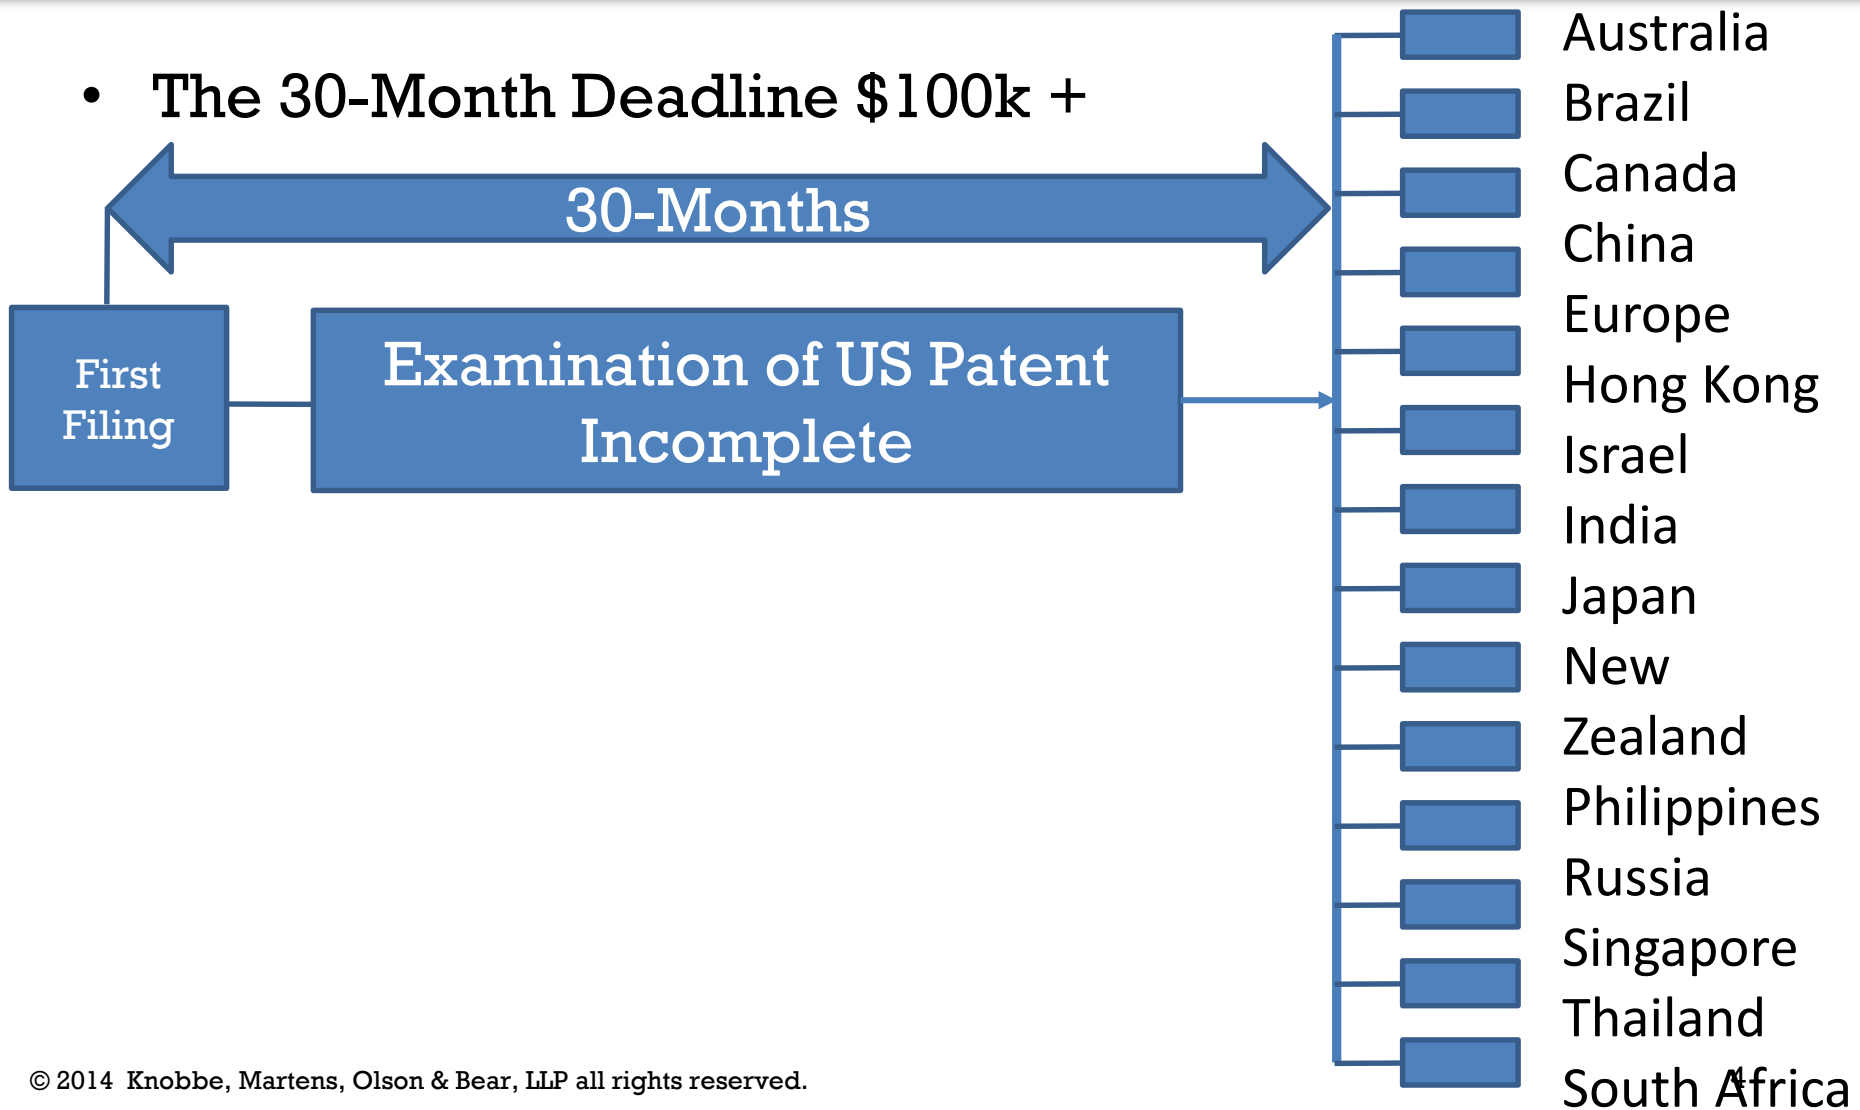 • The 30-Month Deadline $100k +
30-Months
First
Filing
Examination of US Patent
Incomplete
Australia
Brazil
Canada
China
Europe
Hong Kong
Israel
India
Japan
New
Zealand
Philippines
Russia
Singapore
Thailand
South Africa
© 2014 Knobbe, Martens, Olson & Bear, LLP all rights reserved.
4